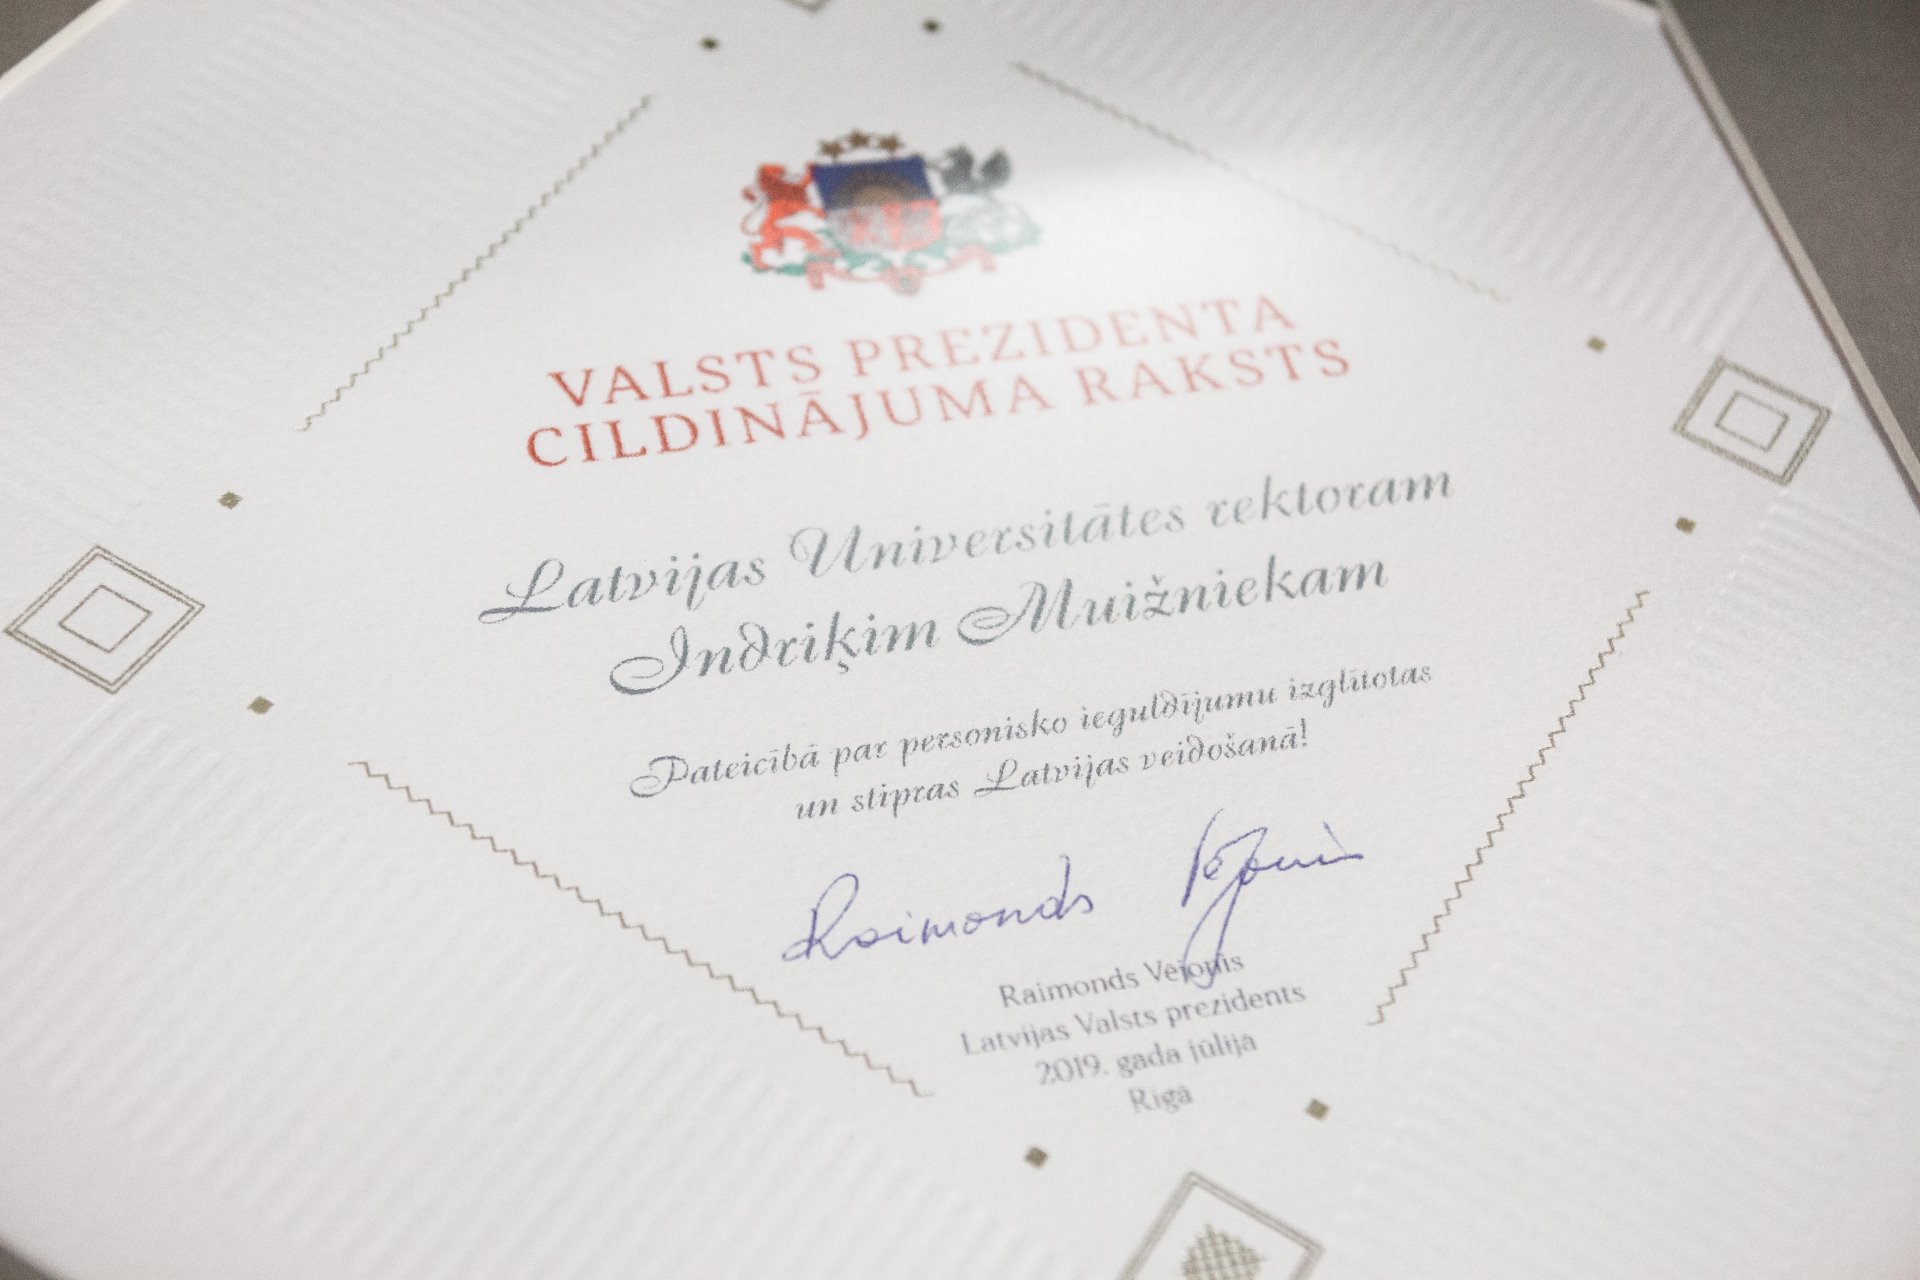 VALSTS PREZIDENTA
CILDINĀJUMA RAKSTS
Latvijas Universitātes rektoram
Indriķim Muižniekam
Pateicībā par personisko ieguldījumu izglītotas
un stipras Latvijas veidošanā!
Raimonds Vējonis
Raimonds Vējonis
Latvijas Valsts prezidents
2019. gada jūlijā
Rīgā